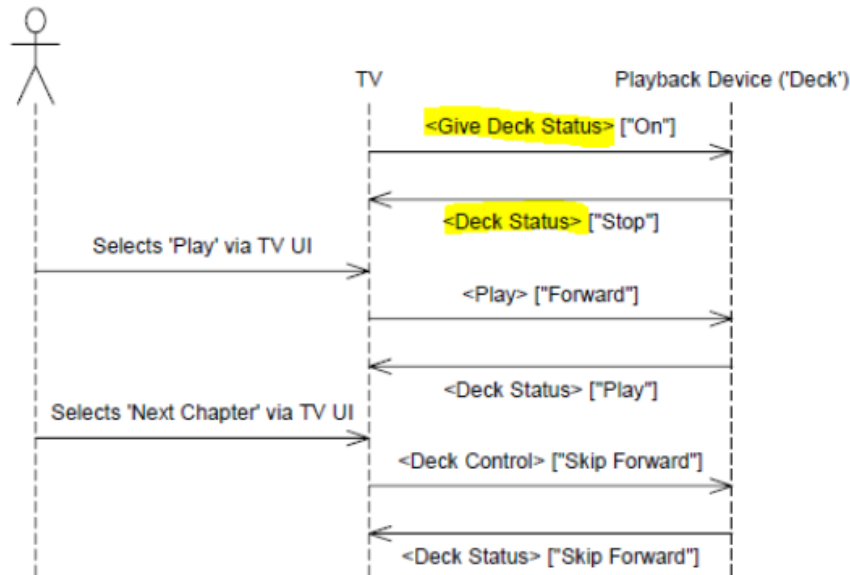 TV
Playback Device ('Deck')
<Give Deck Status> ["On"]
<Deck Status> ["Stop"]
Selects 'Play' via TV UI
<Play> ["Forward"]
<Deck Status> ["Play"]
Selects 'Next Chapter' via TV UI
<Deck Control> ["Skip Forward"]
<Deck Status> ["Skip Forward"]